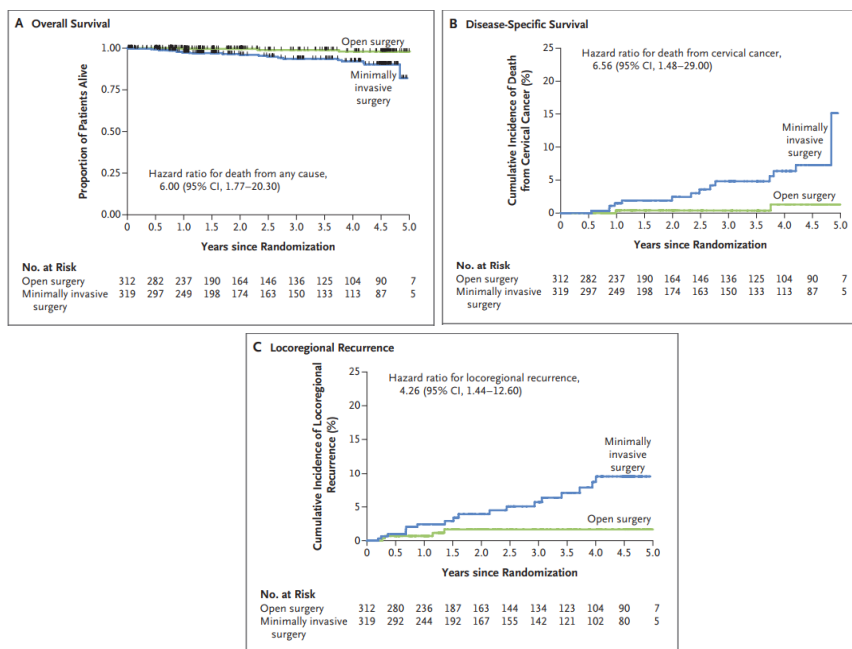 A Overall Survival
1.00
0.75
0.50
0.25
0.00
Proportion of Patients Alive
Open surgery
Minimally
invasive
surgery
Hazard ratio for death from any cause,
6.00 (95% CI, 1.77–20.30)
0 0.5 1.0 1.5 2.0 2.5 3.0 3.5 4.0 4.5 5.0
Years since Randomization
No. at Risk
Open surgery 312 282 237 190 164 146 136 125 104 90 7
Minimally invasive 319 297 249 198 174 163 150 133 113 87 5
surgery
B Disease-Specific Survival
25
20
15
10
5
0
Cumulative Incidence of Death
from Cervical Cancer (%)
Hazard ratio for death from cervical cancer,
6.56 (95% CI, 1.48–29.00)
Minimally
invasive
surgery
Open surgery
0 0.5 1.0 1.5 2.0 2.5 3.0 3.5 4.0 4.5 5.0
Years since Randomization
No. at Risk
Open surgery 312 282 237 190 164 146 136 125 104 90 7
Minimally invasive 319 297 249 198 174 163 150 133 113 87 5
surgery
C Locoregional Recurrence
25
20
15
10
5
0
Cumulative Incidence of Locoregional
Recurrence (%)
Hazard ratio for locoregional recurrence,
4.26 (95% CI, 1.44–12.60)
Minimally
invasive
surgery
Open surgery
0 0.5 1.0 1.5 2.0 2.5 3.0 3.5 4.0 4.5 5.0
Years since Randomization
No. at Risk
Open surgery 312 280 236 187 163 144 134 123 104 90 7
Minimally invasive 319 292 244 192 167 155 142 121 102 80 5
surgery